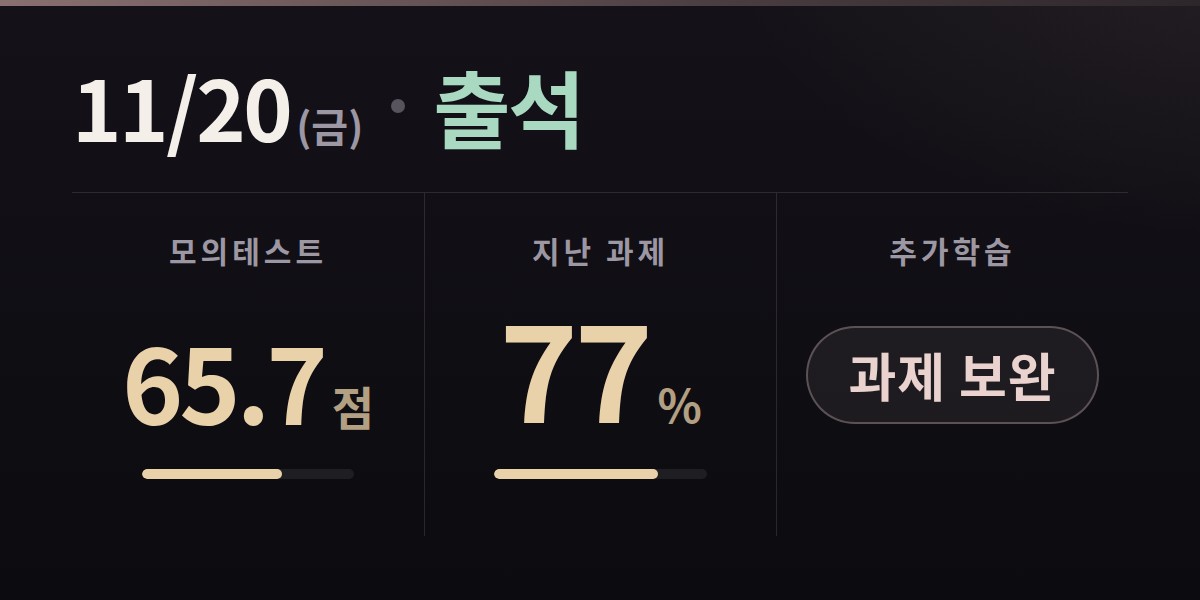 11/20 (금) • 출석
모의테스트
65.7점
지난 과제
77%
추가학습
과제 보완